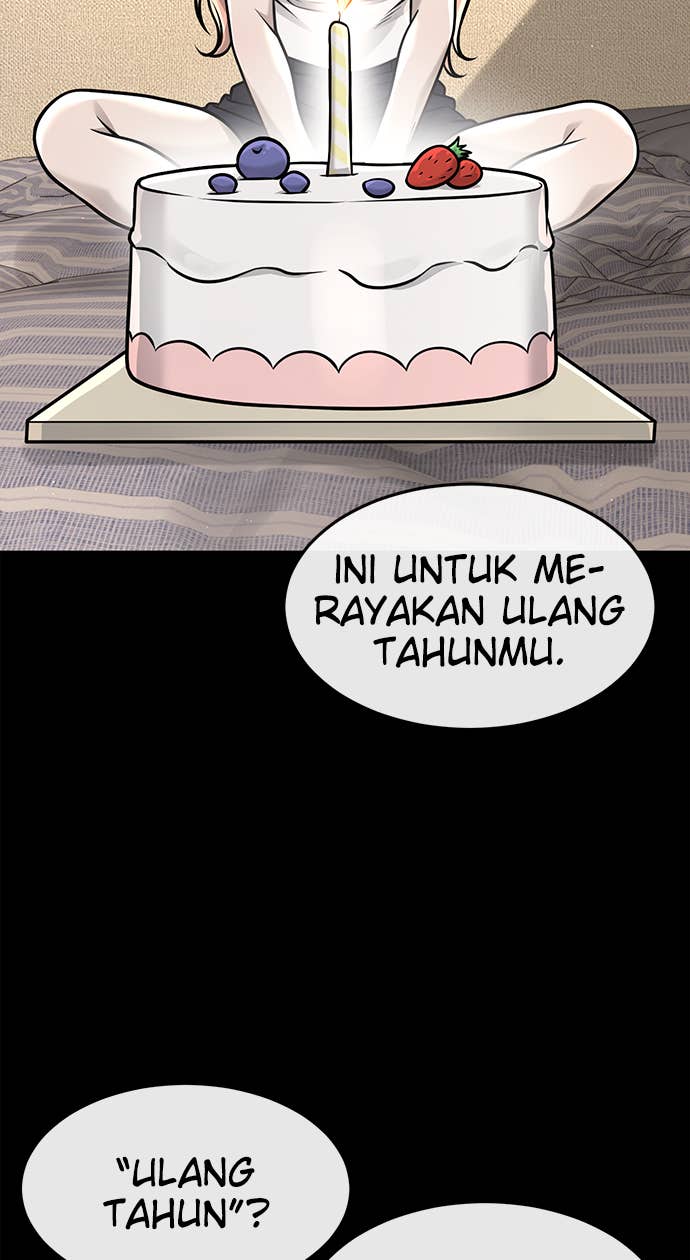 INI UNTUK ME-
RAYAKAN ULANG
TAHUNMU.
“ULANG
TAHUN”?